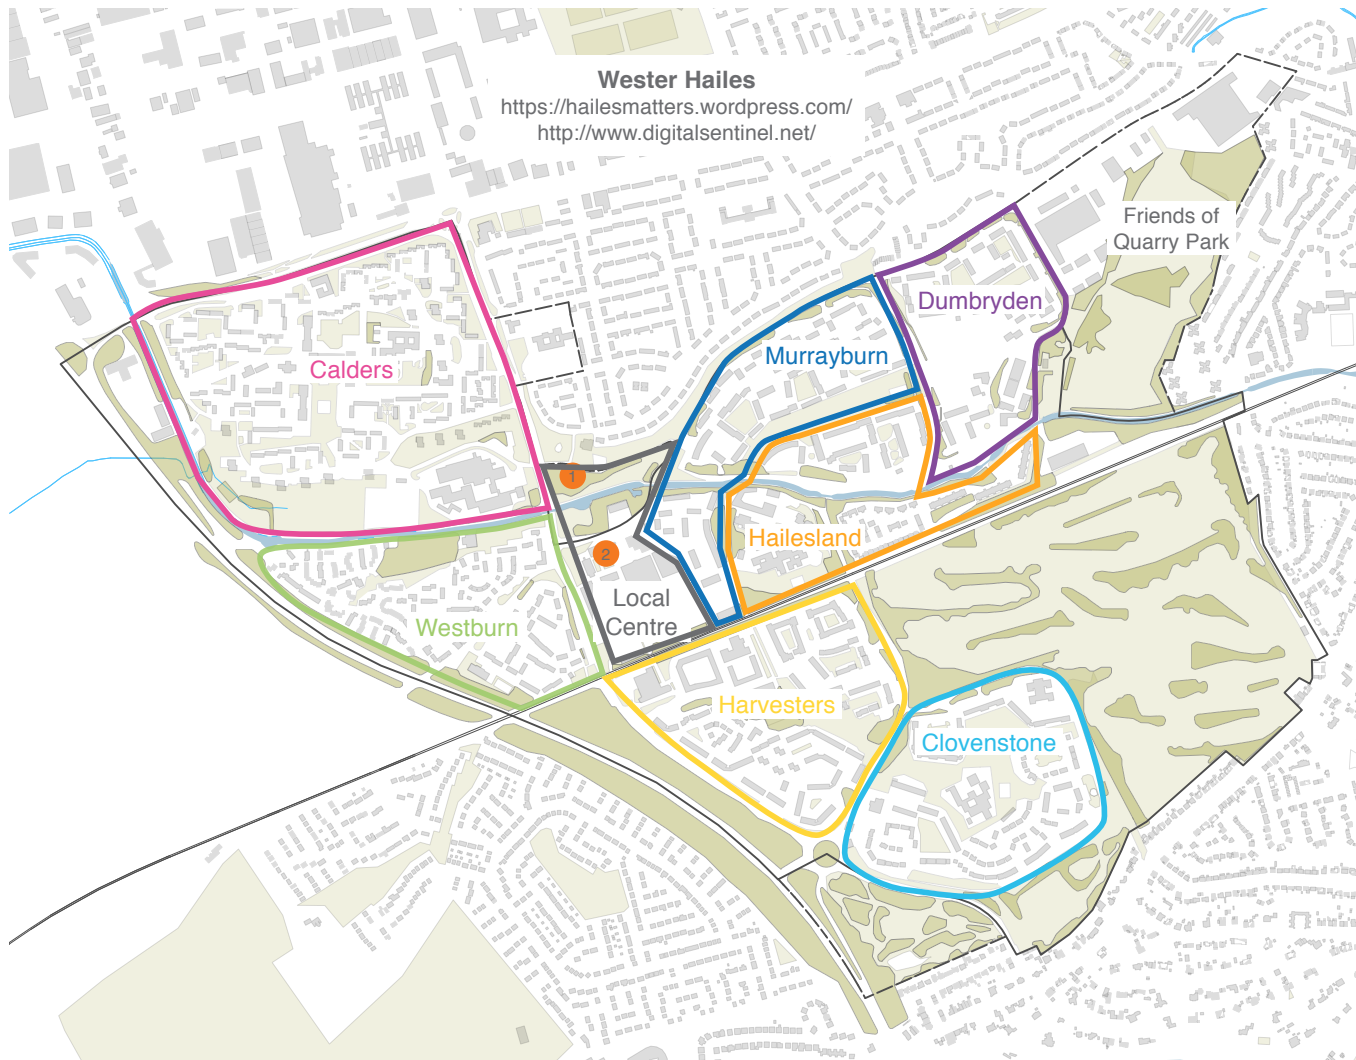 Wester Hailes
https://hailesmatters.wordpress.com/
http://www.digitalsentinel.net/
Friends of
Quarry Park
Dumbryden
Murrayburn
Calders
1
Hailesland
2
Local
Centre
Westburn
Harvesters
Clovenstone